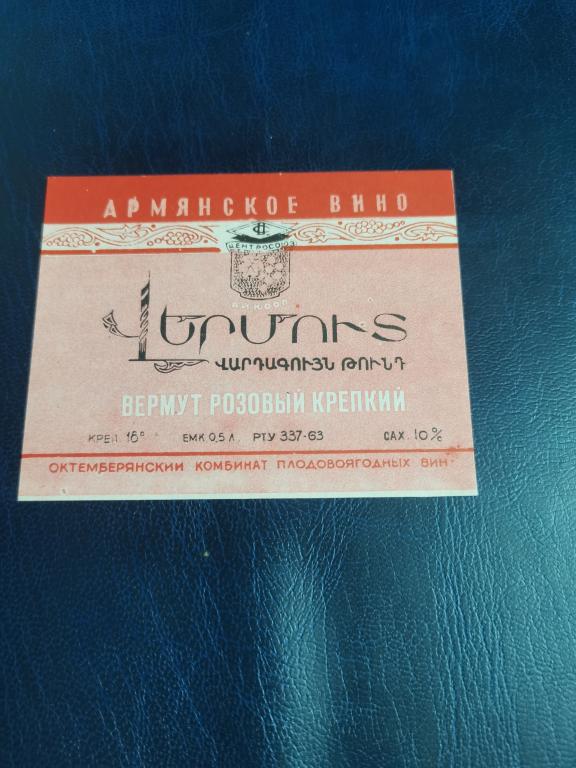 АРМЯНСКОЕ ВИНО
ЦЕНТРОСОЮЗ
ՎԵՐՄՈՒՏ
ՎԱՐԴԱԳՈՒՅՆ ԹՈՒՆԴ
ВЕРМУТ РОЗОВЫЙ КРЕПКИЙ
КРЕП. 16° ЕМК 0,5 Л. РТУ 337-63 САХ. 10%
ОКТЕМБЕРЯНСКИЙ КОМБИНАТ ПЛОДОВОЯГОДНЫХ ВИН